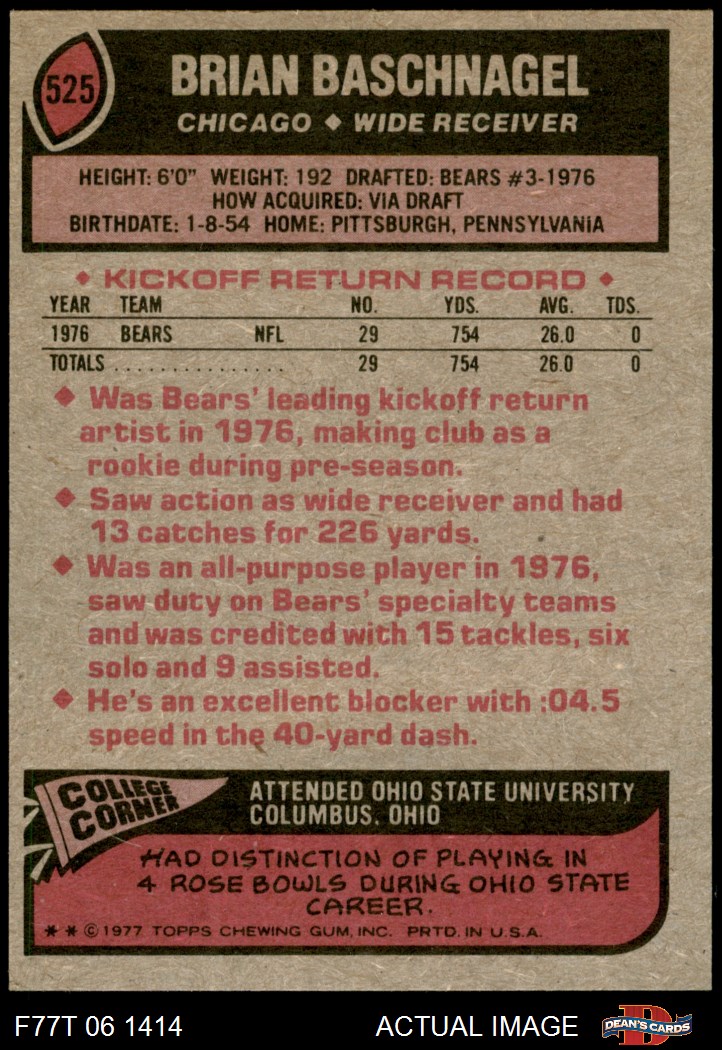 525
BRIAN BASCHNAGEL
CHICAGO ◆ WIDE RECEIVER
HEIGHT: 6'0" WEIGHT: 192 DRAFTED: BEARS #3-1976
HOW ACQUIRED: VIA DRAFT
BIRTHDATE: 1-8-54 HOME: PITTSBURGH, PENNSYLVANIA
◆ KICKOFF RETURN RECORD ◆
YEAR TEAM NO. YDS. AVG. TDS.
1976 BEARS NFL 29 754 26.0 0
TOTALS . . . . . . . . . . . . . . . . 29 754 26.0 0
◆ Was Bears' leading kickoff return
artist in 1976, making club as a
rookie during pre-season.
◆ Saw action as wide receiver and had
13 catches for 226 yards.
◆ Was an all-purpose player in 1976,
saw duty on Bears' specialty teams
and was credited with 15 tackles, six
solo and 9 assisted.
◆ He's an excellent blocker with :04.5
speed in the 40-yard dash.
COLLEGE
CORNER
ATTENDED OHIO STATE UNIVERSITY
COLUMBUS, OHIO
HAD DISTINCTION OF PLAYING IN
4 ROSE BOWLS DURING OHIO STATE
CAREER.
** © 1977 TOPPS CHEWING GUM, INC. PRTD. IN U.S.A.
F77T 06 1414 ACTUAL IMAGE D DEAN'S CARDS